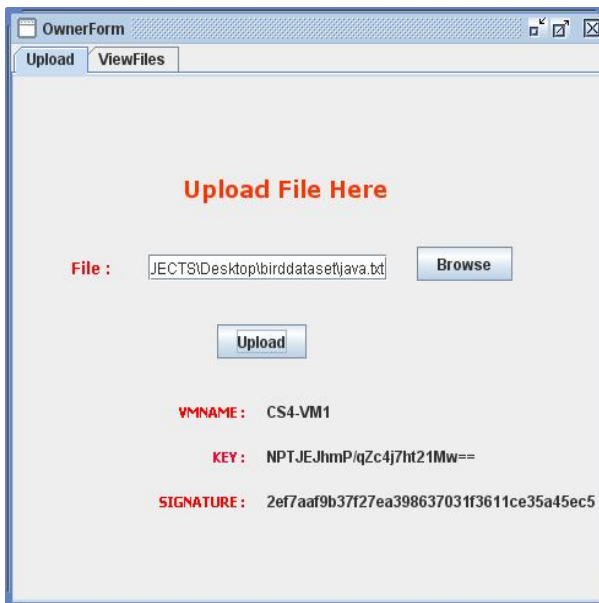 OwnerForm
Upload ViewFiles
Upload File Here
File : JECTS\Desktop\birddataset\java.txt Browse
Upload
VMNAME : CS4-VM1
KEY : NPTJEJhmP/qZc4j7ht21Mw==
SIGNATURE : 2ef7aaf9b37f27ea398637031f3611ce35a45ec5